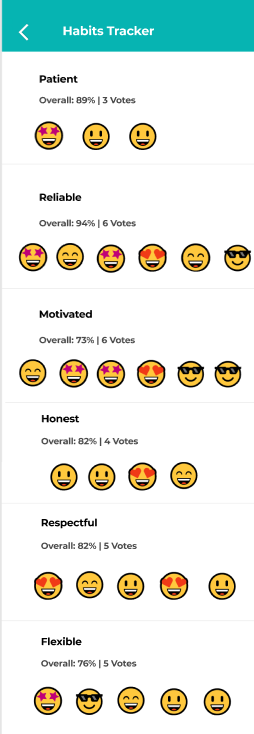 Habits Tracker
Patient
Overall: 89% | 3 Votes
Reliable
Overall: 94% | 6 Votes
Motivated
Overall: 73% | 6 Votes
Honest
Overall: 82% | 4 Votes
Respectful
Overall: 82% | 5 Votes
Flexible
Overall: 76% | 5 Votes